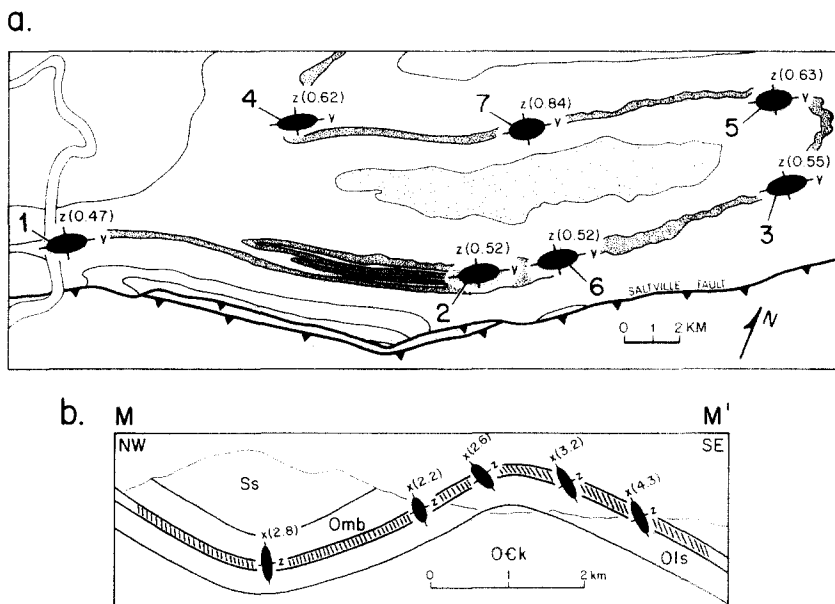 a.
z(0.63)
z(0.62)
z(0.84)
4
7
y
y
y
5
z(0.55)
z(0.47)
1
y
y
3
z(0.52)
z(0.52)
y
y
2
6
SALTVILLE FAULT
0 1 2 KM
N
b.
M
M'
NW
SE
x(2.6)
x(3.2)
x(2.2)
x(4.3)
Ss
z
z
z
z
x(2.8)
Omb
z
OЄk
Ols
0 1 2 km